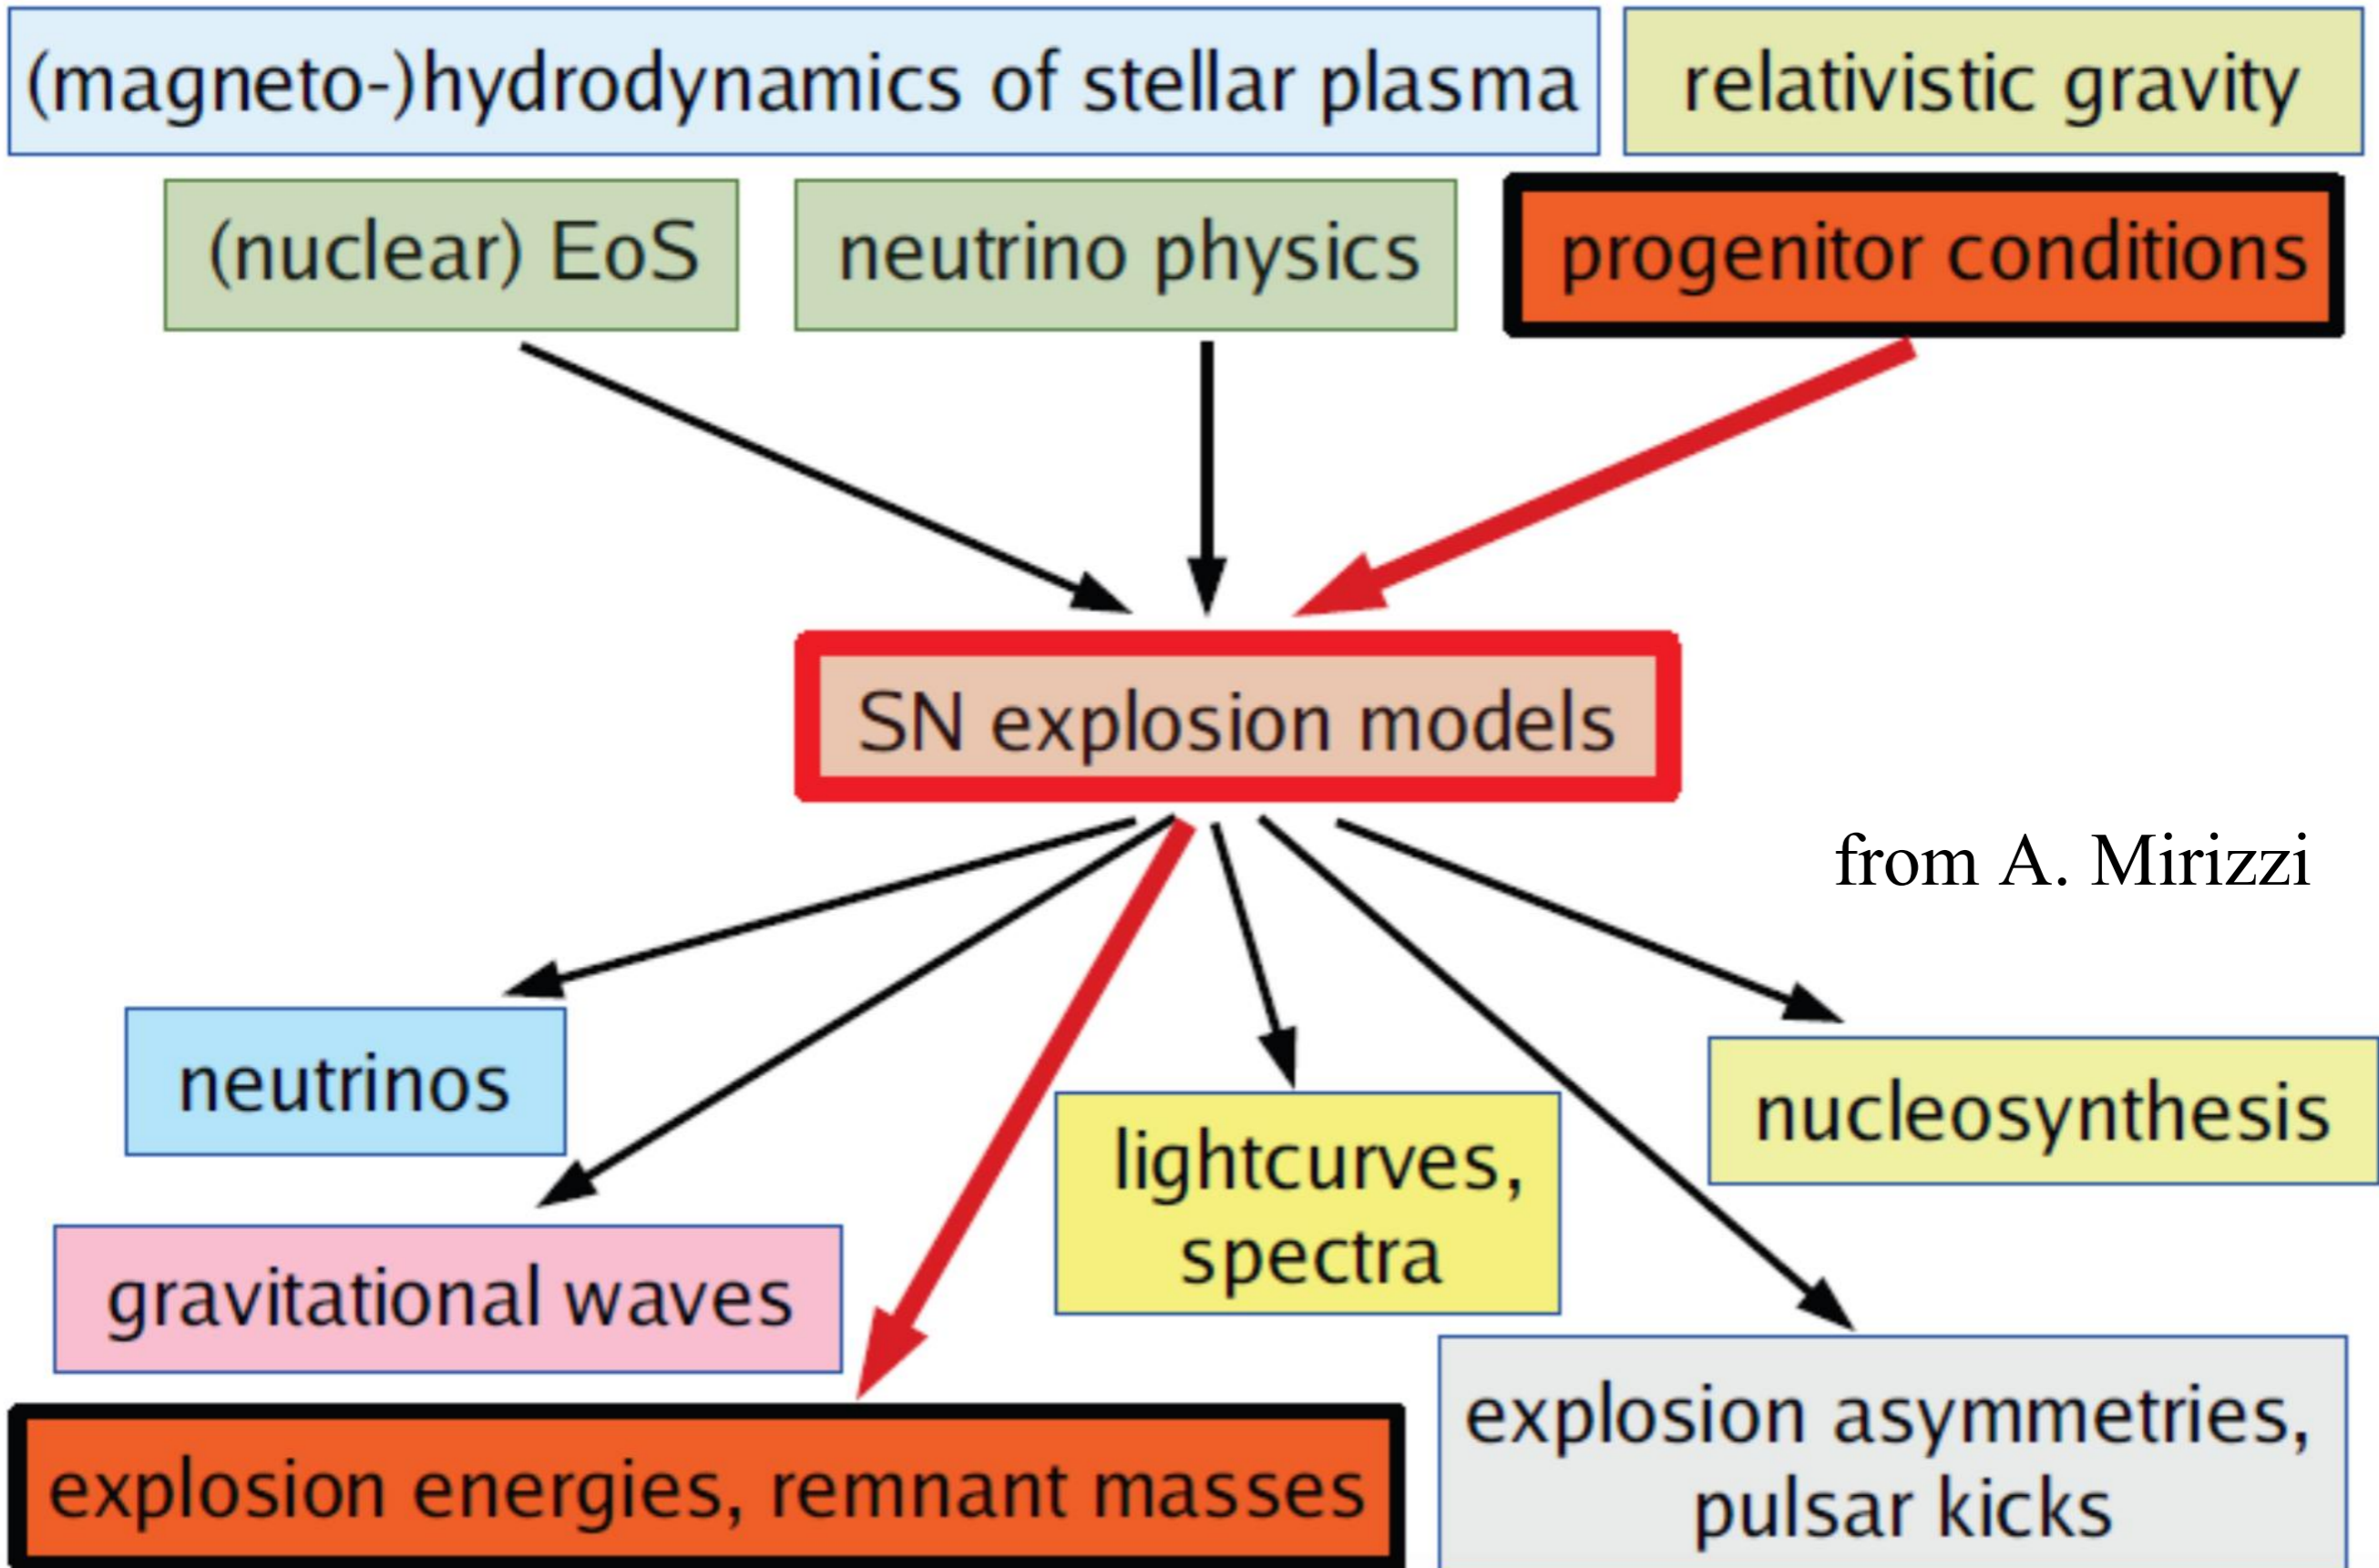 (magneto-)hydrodynamics of stellar plasma
relativistic gravity
(nuclear) EoS
neutrino physics
progenitor conditions
SN explosion models
from A. Mirizzi
neutrinos
nucleosynthesis
lightcurves,
spectra
gravitational waves
explosion energies, remnant masses
explosion asymmetries,
pulsar kicks